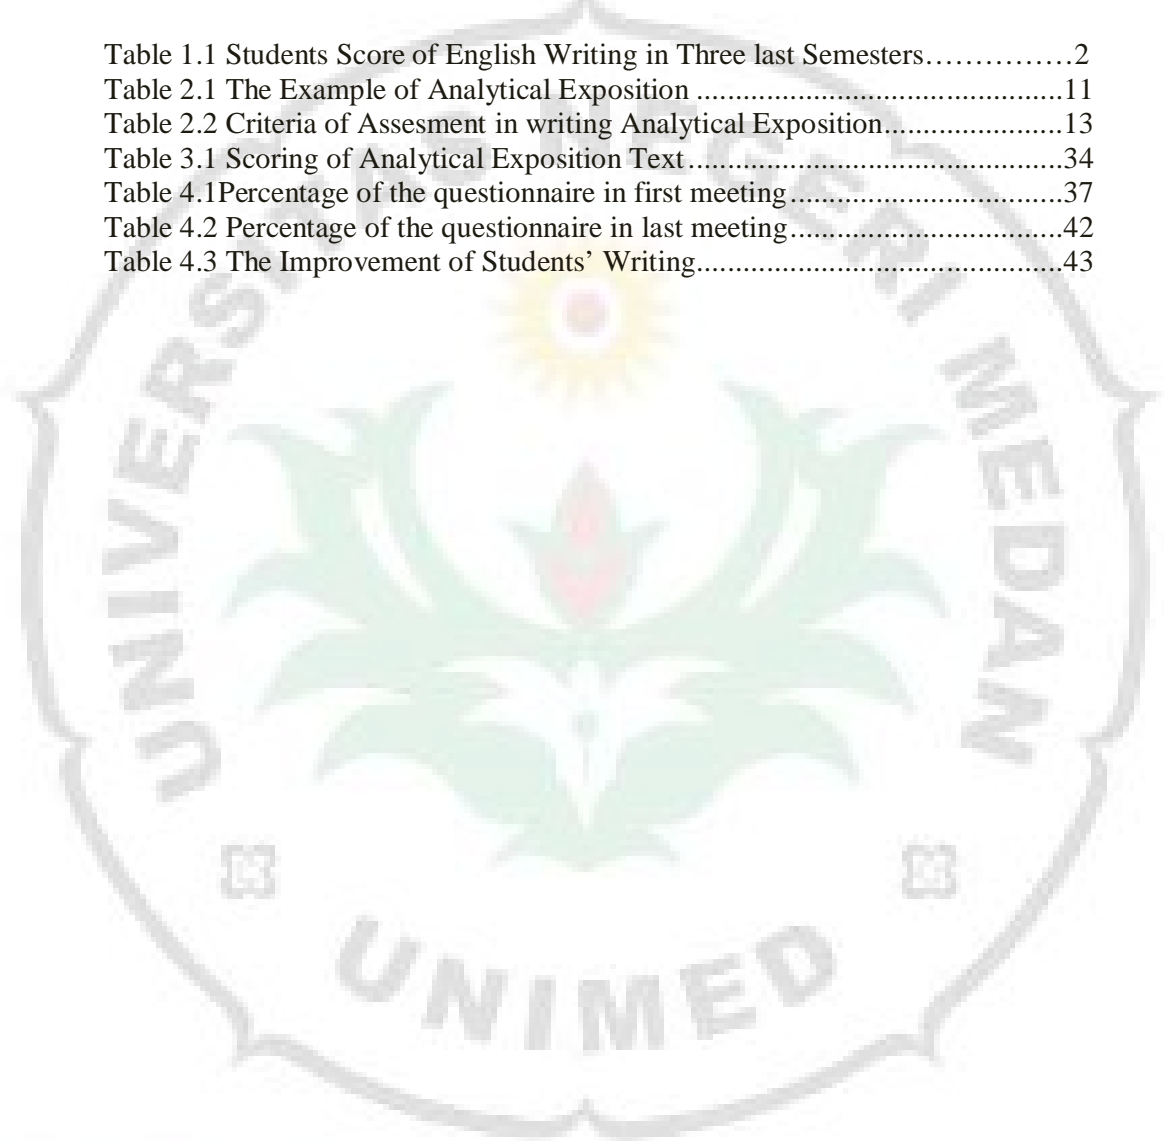 Table 1.1 Students Score of English Writing in Three last Semesters……………2
Table 2.1 The Example of Analytical Exposition ...............................................11
Table 2.2 Criteria of Assesment in writing Analytical Exposition.......................13
Table 3.1 Scoring of Analytical Exposition Text ................................................34
Table 4.1Percentage of the questionnaire in first meeting ...................................37
Table 4.2 Percentage of the questionnaire in last meeting ...................................42
Table 4.3 The Improvement of Students’ Writing...............................................43
UNIVERSITAS NEGERI MEDAN
UNIMED